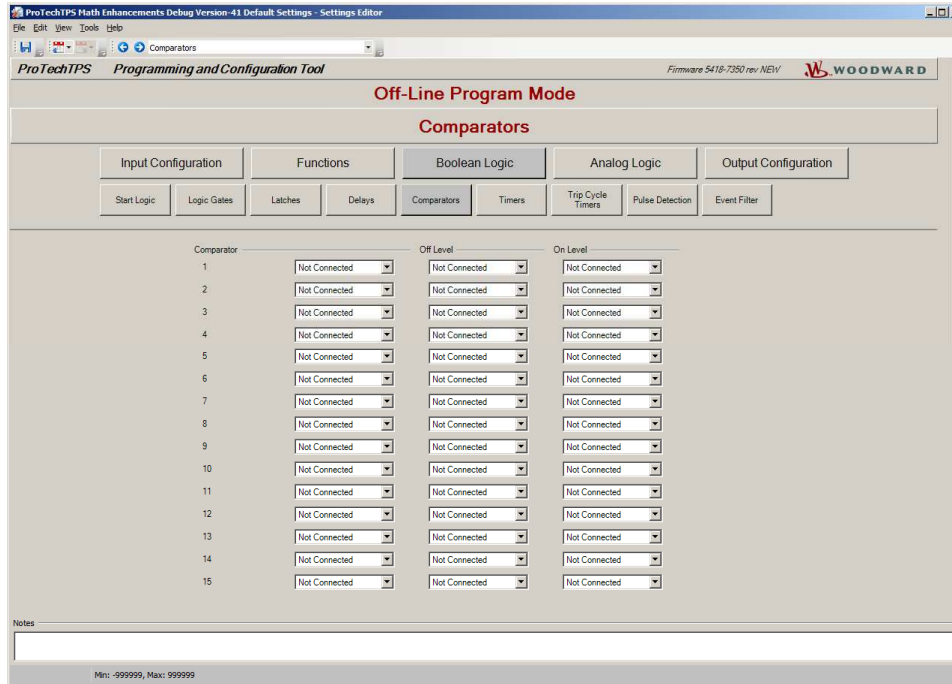 ProTechTPS Math Enhancements Debug Version-41 Default Settings - Settings Editor
File Edit View Tools Help
Comparators
ProTechTPS Programming and Configuration Tool Firmware 5418-7350 rev NEW WOODWARD
Off-Line Program Mode
Comparators
Input Configuration Functions Boolean Logic Analog Logic Output Configuration
Start Logic Logic Gates Latches Delays Comparators Timers Trip Cycle Timers Pulse Detection Event Filter
Comparator Off Level On Level
1 Not Connected Not Connected Not Connected
2 Not Connected Not Connected Not Connected
3 Not Connected Not Connected Not Connected
4 Not Connected Not Connected Not Connected
5 Not Connected Not Connected Not Connected
6 Not Connected Not Connected Not Connected
7 Not Connected Not Connected Not Connected
8 Not Connected Not Connected Not Connected
9 Not Connected Not Connected Not Connected
10 Not Connected Not Connected Not Connected
11 Not Connected Not Connected Not Connected
12 Not Connected Not Connected Not Connected
13 Not Connected Not Connected Not Connected
14 Not Connected Not Connected Not Connected
15 Not Connected Not Connected Not Connected
Notes
Min: -999999, Max: 999999